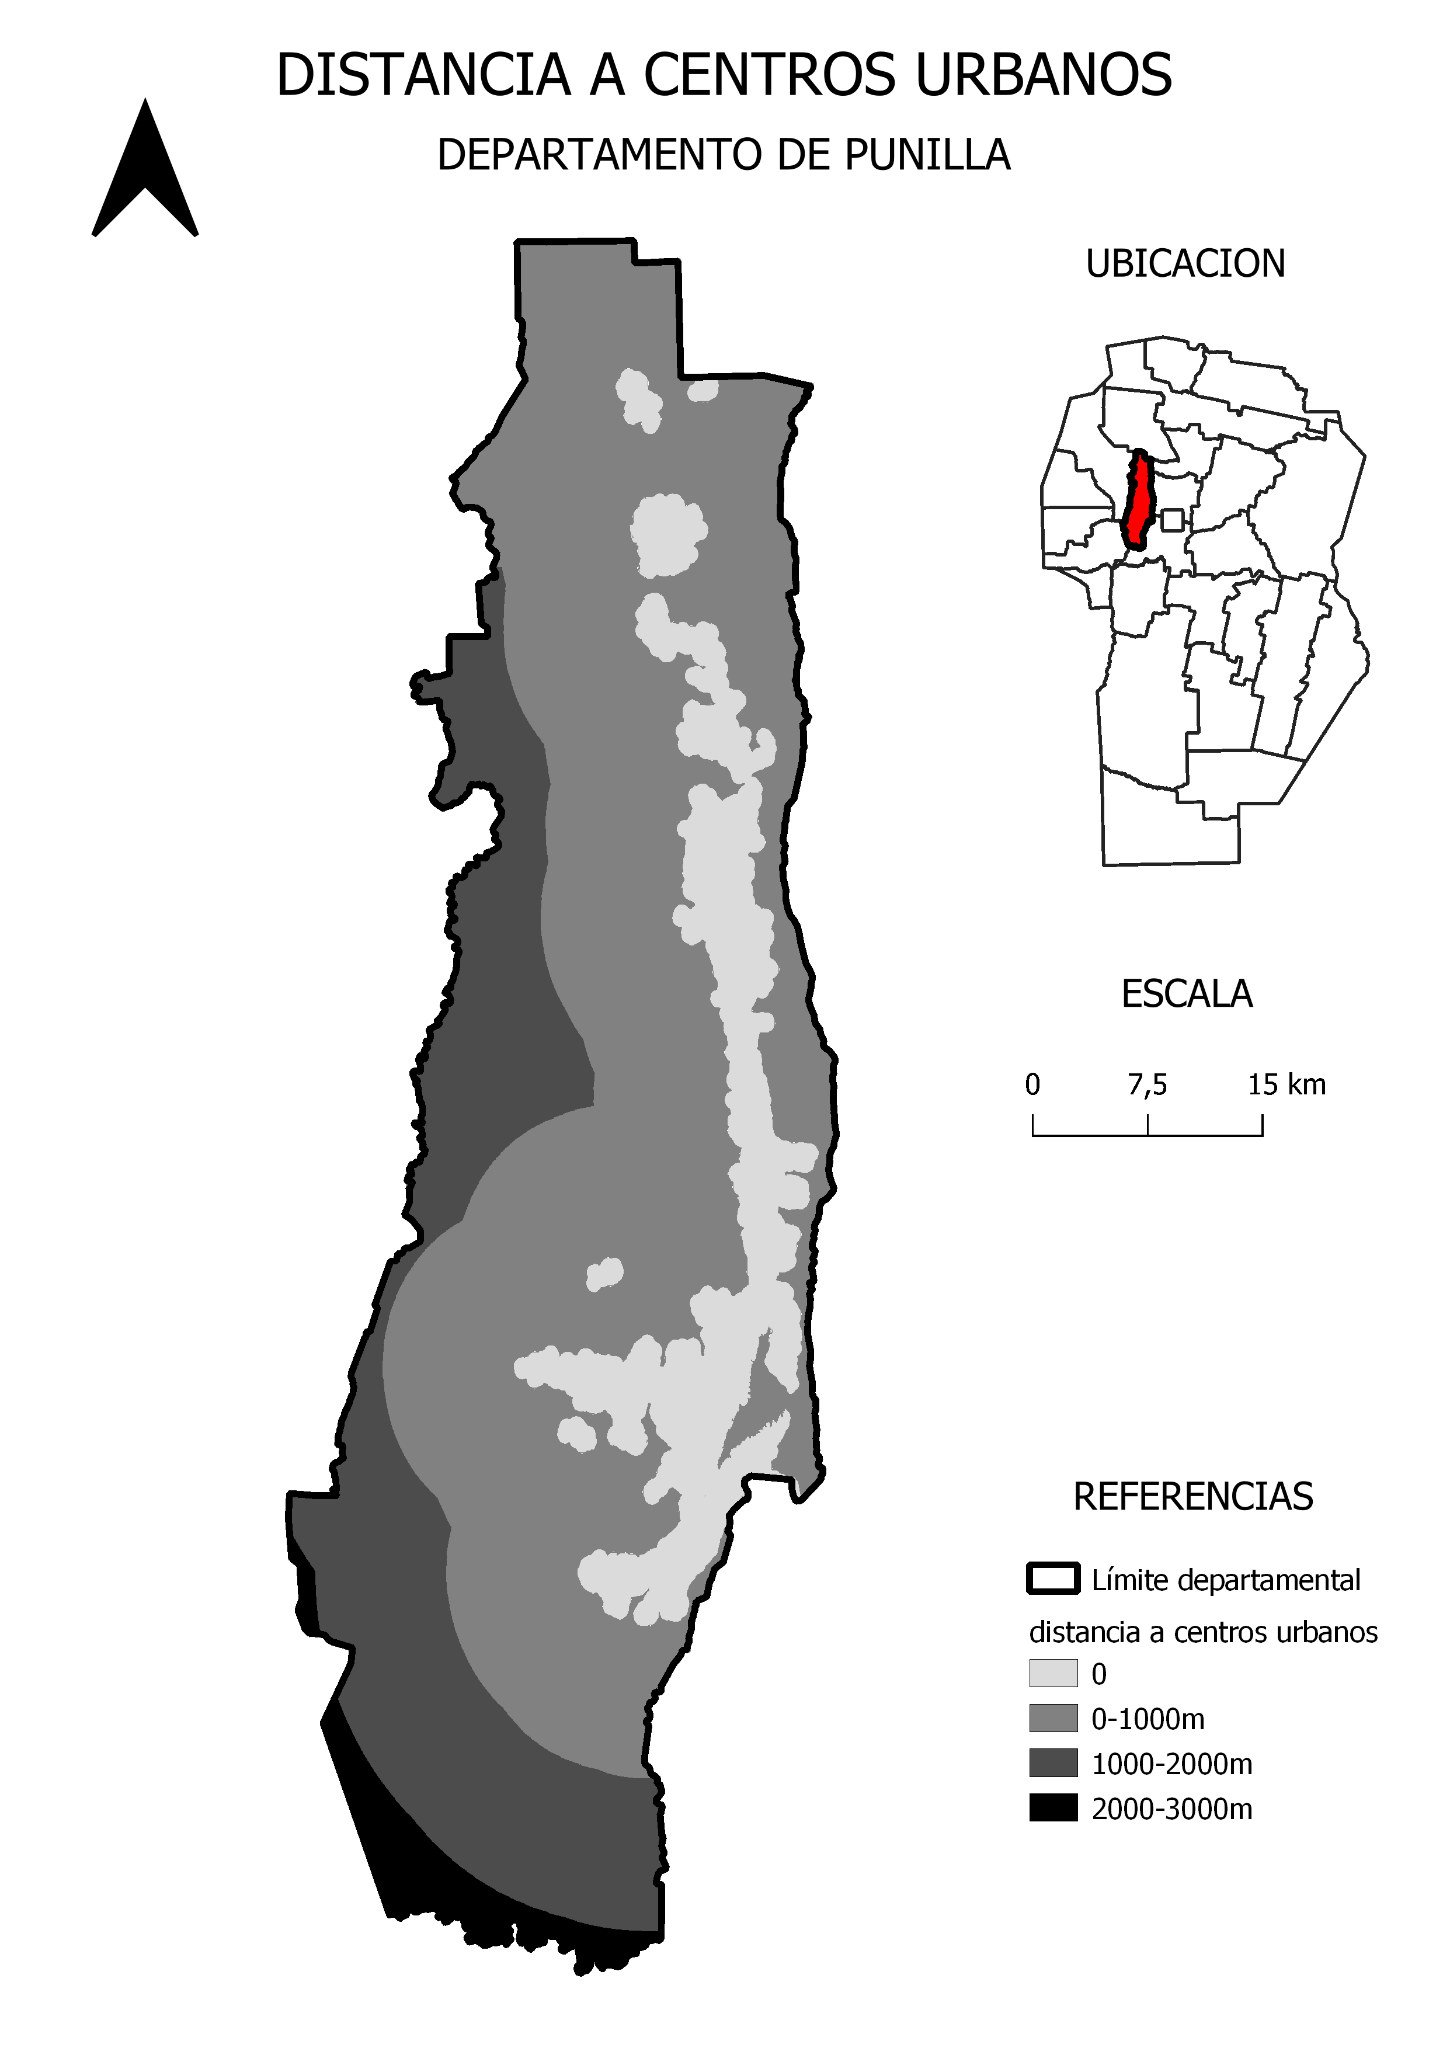 DISTANCIA A CENTROS URBANOS
DEPARTAMENTO DE PUNILLA
UBICACION
ESCALA
0 7,5 15 km
REFERENCIAS
Límite departamental
distancia a centros urbanos
0
0-1000m
1000-2000m
2000-3000m